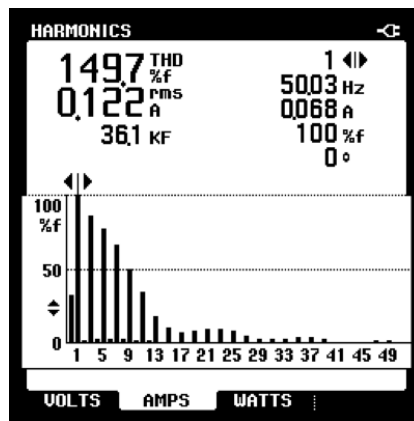 HARMONICS
149,7 THD %f
0,122 rms A
36,1 KF
1
50,03 Hz
0,068 A
100 %f
0 °
100
%f
50
0
1 5 9 13 17 21 25 29 33 37 41 45 49
VOLTS AMPS WATTS